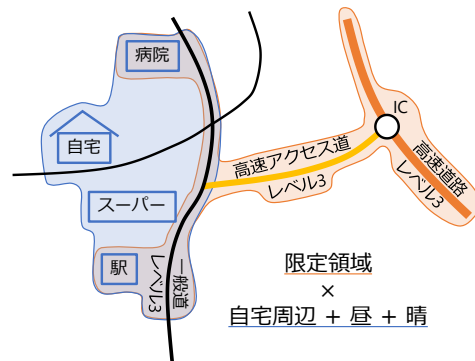 病院
IC
自宅
高速アクセス道
レベル3
高速道路
レベル3
スーパー
駅
一般道
レベル3
限定領域
×
自宅周辺 + 昼 + 晴